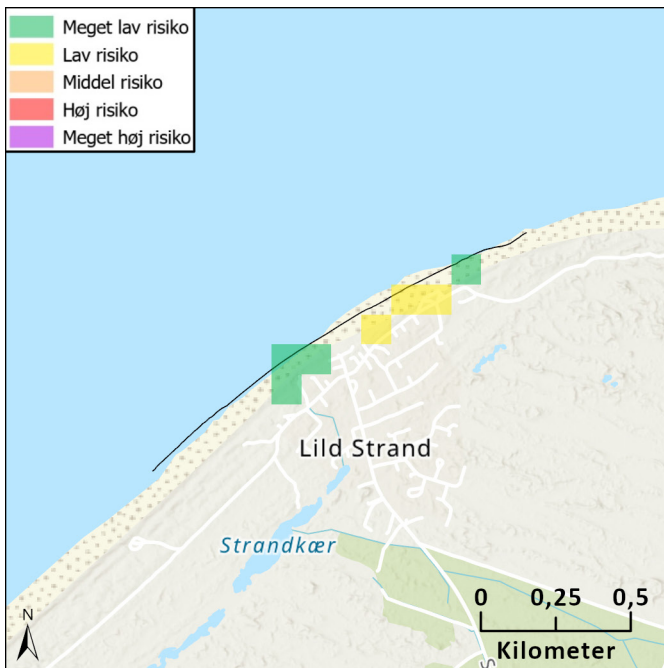 Meget lav risiko
Lav risiko
Middel risiko
Høj risiko
Meget høj risiko
Lild Strand
Strandkær
N
0 0,25 0,5
Kilometer
S